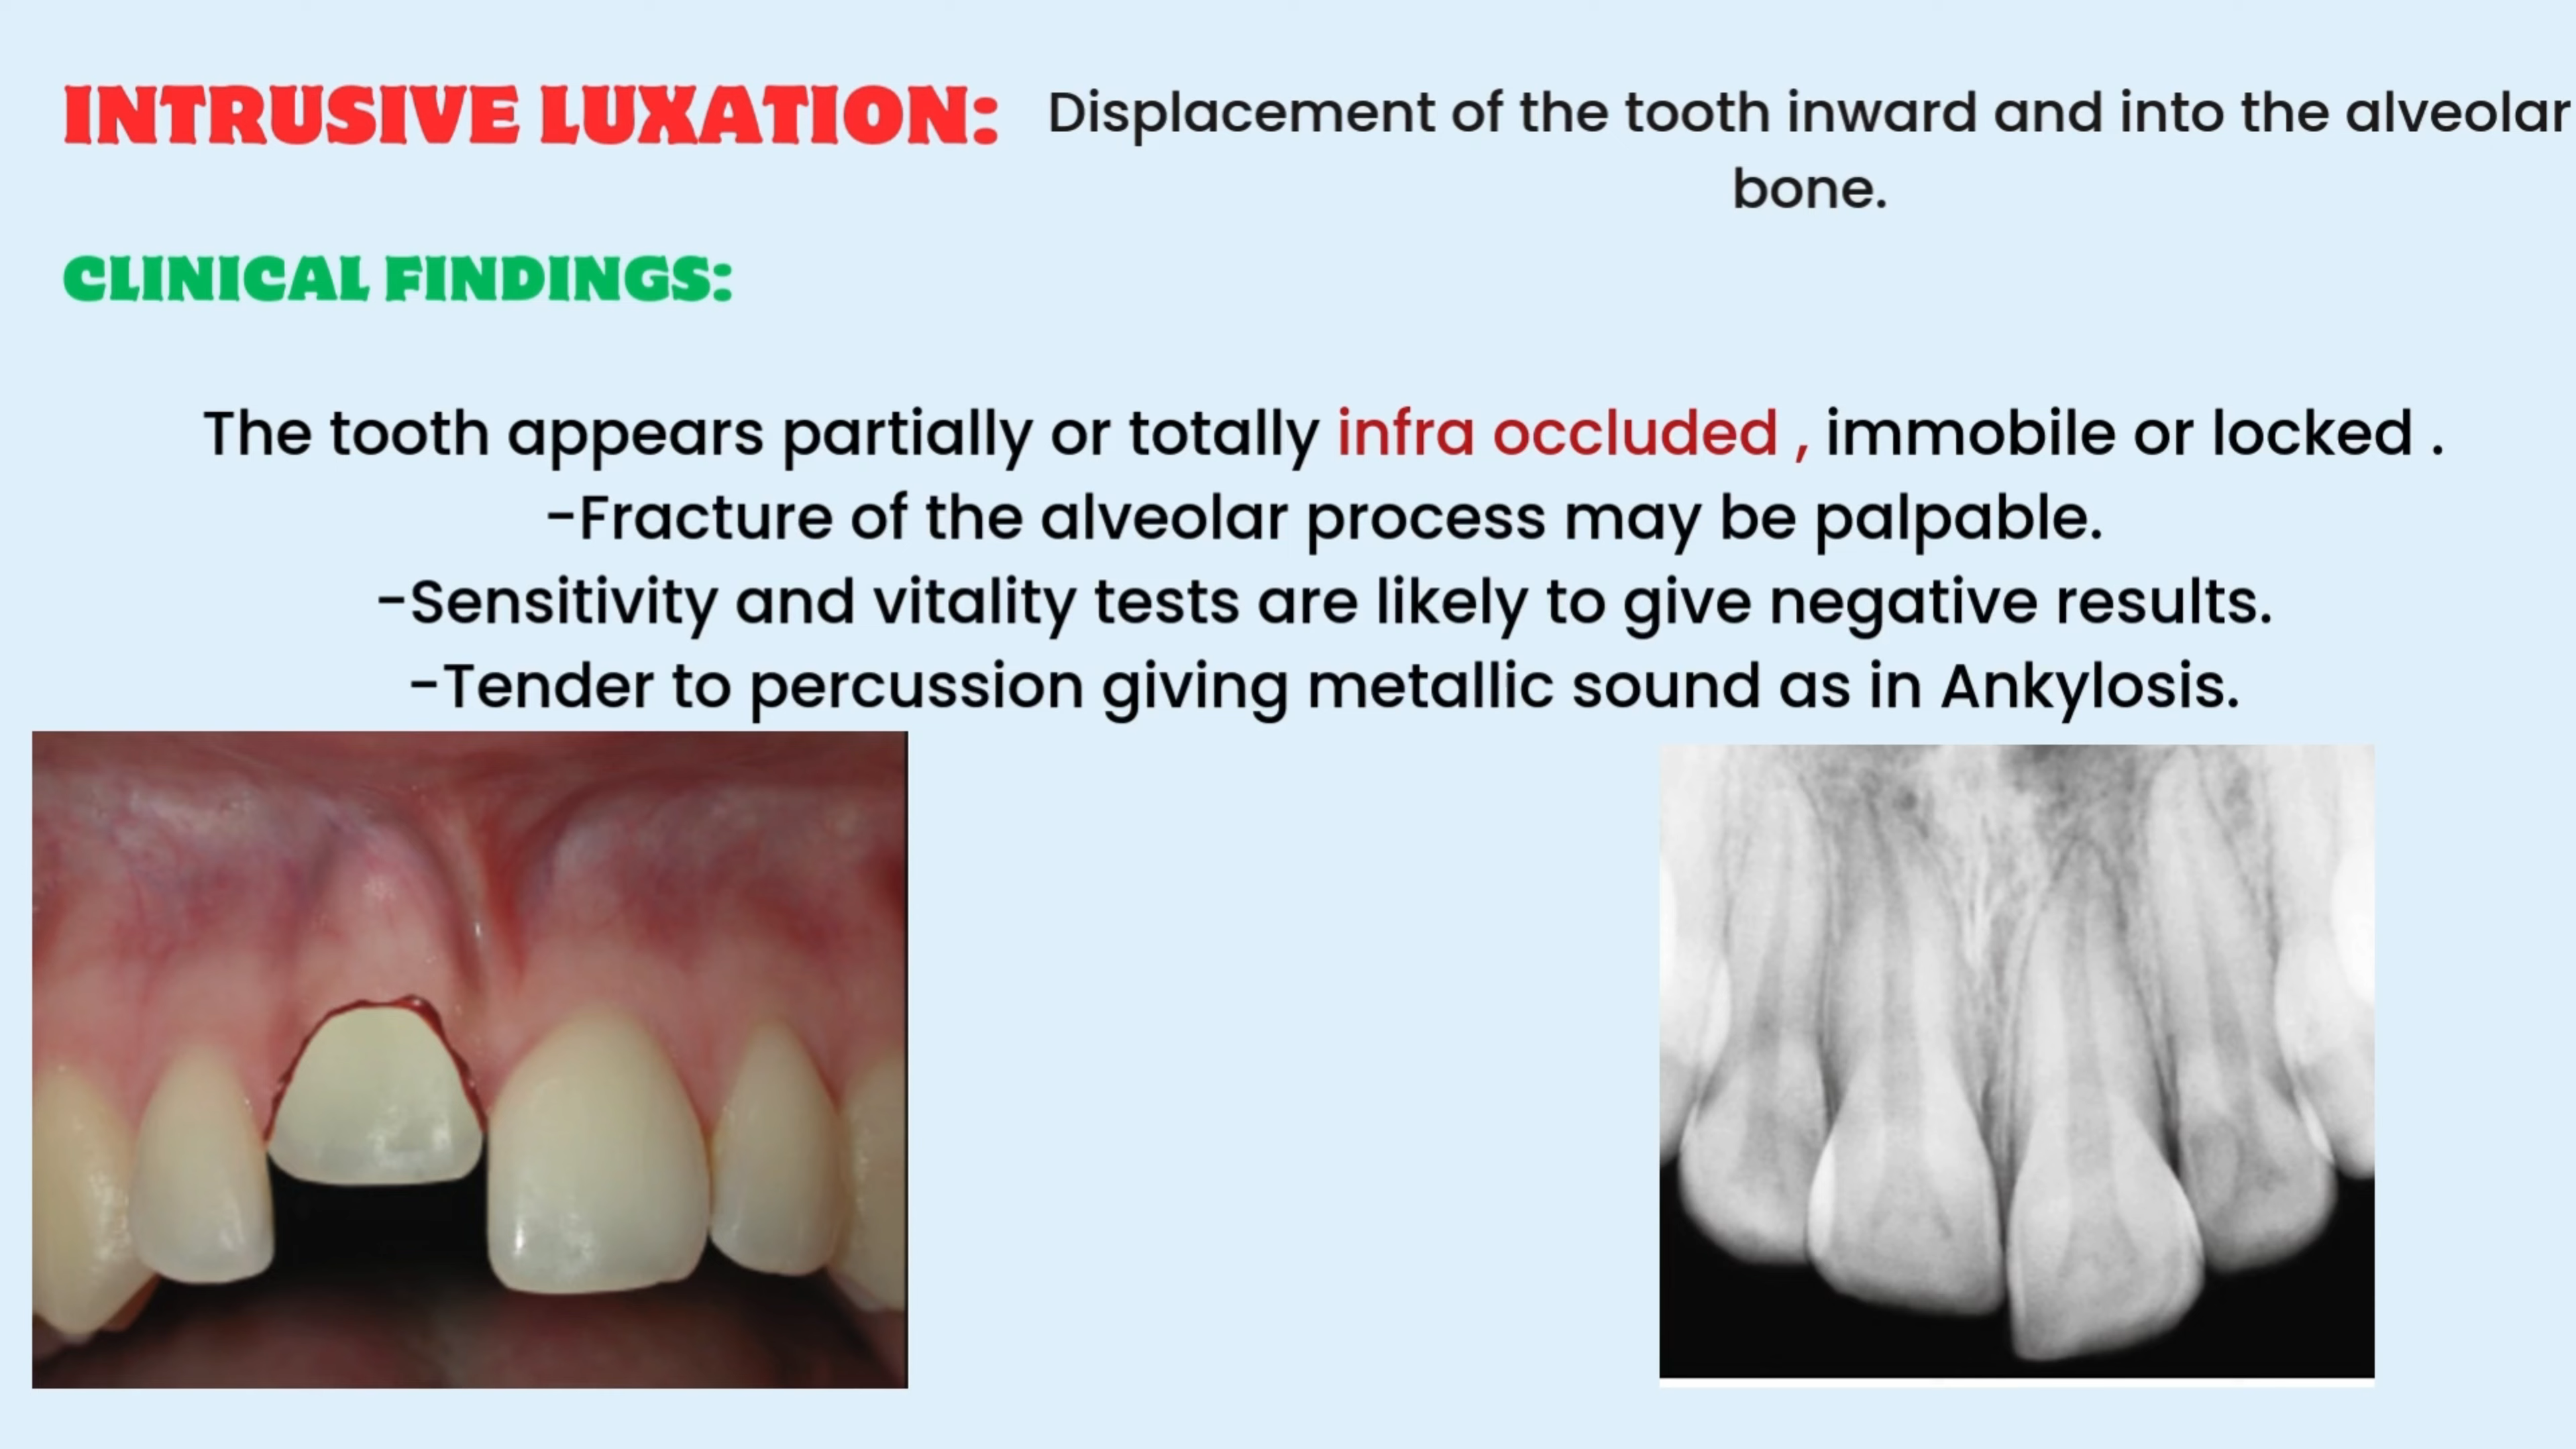 INTRUSIVE LUXATION: Displacement of the tooth inward and into the alveolar
bone.
CLINICAL FINDINGS:
The tooth appears partially or totally infra occluded , immobile or locked .
-Fracture of the alveolar process may be palpable.
-Sensitivity and vitality tests are likely to give negative results.
-Tender to percussion giving metallic sound as in Ankylosis.